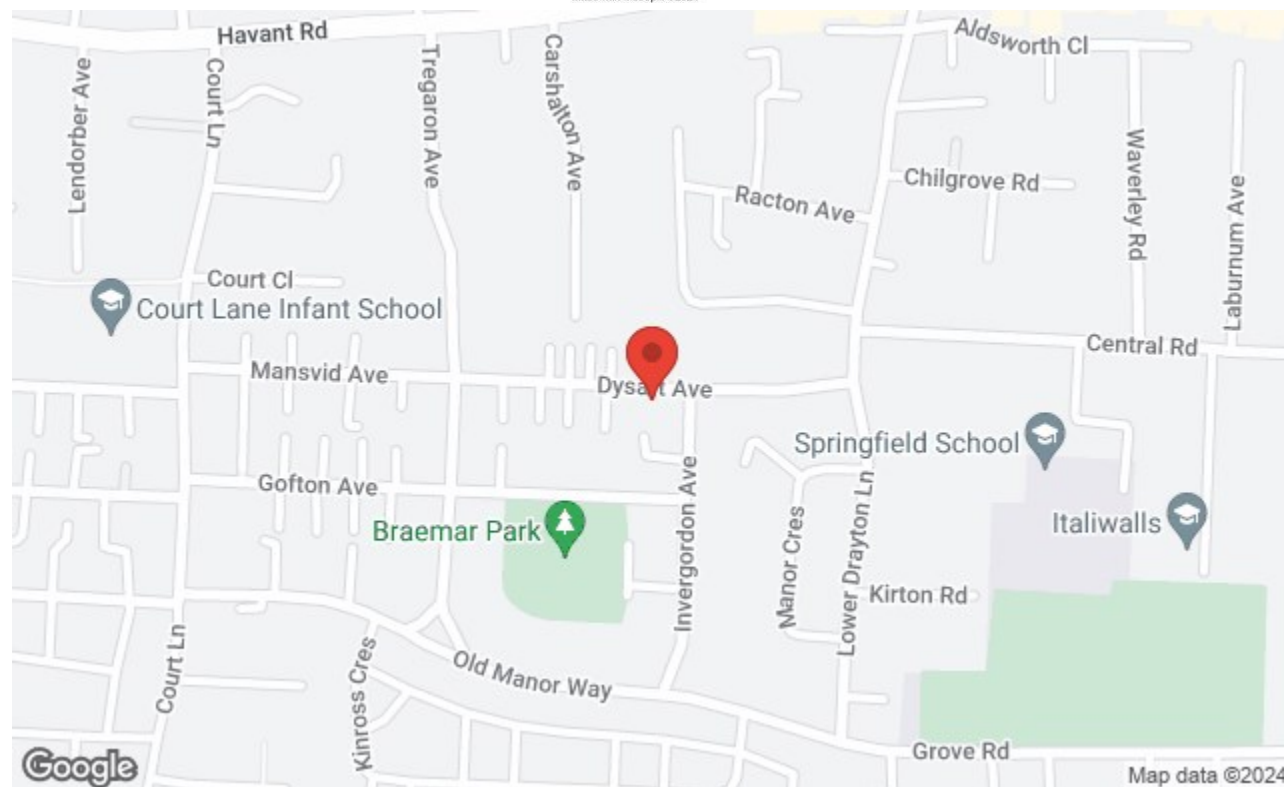 Havant Rd
Aldsworth Cl
Lendorber Ave
Court Ln
Tregaron Ave
Carshalton Ave
Racton Ave
Chilgrove Rd
Waverley Rd
Laburnum Ave
Court Cl
Court Lane Infant School
Mansvid Ave
Dysart Ave
Central Rd
Springfield School
Gofton Ave
Braemar Park
Invergordon Ave
Manor Cres
Lower Drayton Ln
Italiwalls
Kirton Rd
Court Ln
Kinross Cres
Old Manor Way
Grove Rd
Google
Map data ©2024